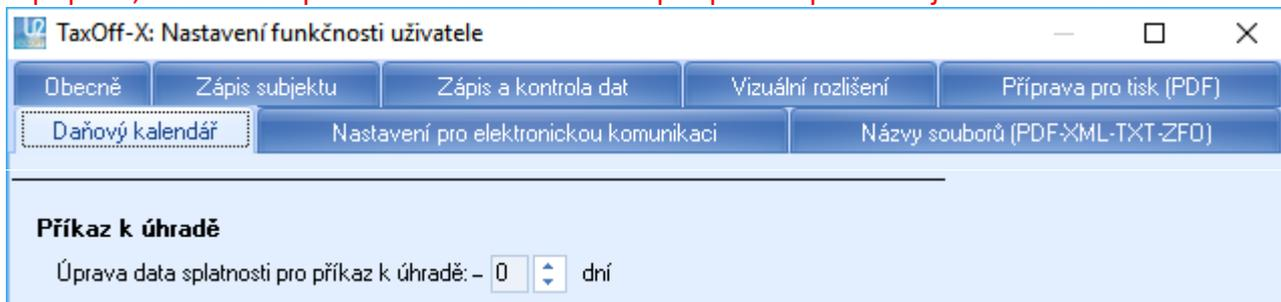 TaxOff-X: Nastavení funkčnosti uživatele
Obecně Zápis subjektu Zápis a kontrola dat Vizuální rozlišení Příprava pro tisk (PDF)
Daňový kalendář Nastavení pro elektronickou komunikaci Názvy souborů (PDF-XML-TXT-ZFO)
Příkaz k úhradě
Úprava data splatnosti pro příkaz k úhradě: – 0 dní